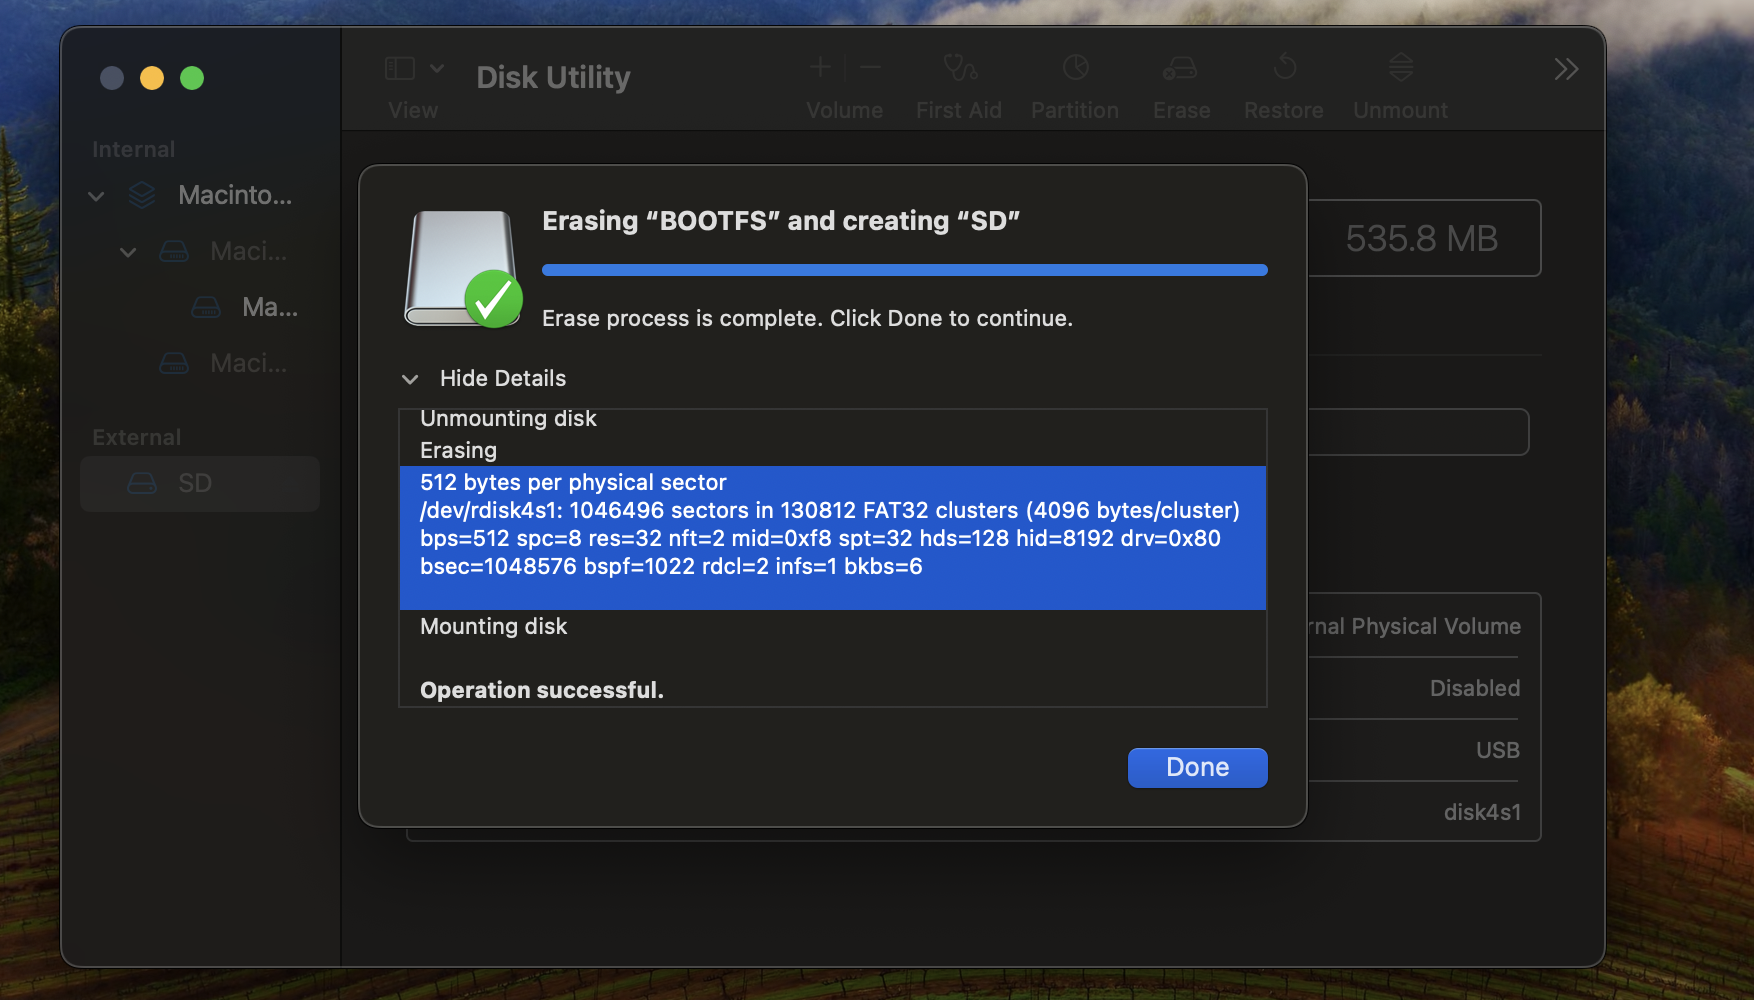 View
Disk Utility
Volume
First Aid
Partition
Erase
Restore
Unmount
Internal
Macinto...
Maci...
Ma...
Maci...
External
SD
535.8 MB
Erasing “BOOTFS” and creating “SD”
Erase process is complete. Click Done to continue.
Hide Details
Unmounting disk
Erasing
512 bytes per physical sector
/dev/rdisk4s1: 1046496 sectors in 130812 FAT32 clusters (4096 bytes/cluster)
bps=512 spc=8 res=32 nft=2 mid=0xf8 spt=32 hds=128 hid=8192 drv=0x80
bsec=1048576 bspf=1022 rdcl=2 infs=1 bkbs=6
Mounting disk
Operation successful.
Done
Physical Volume
Disabled
USB
disk4s1